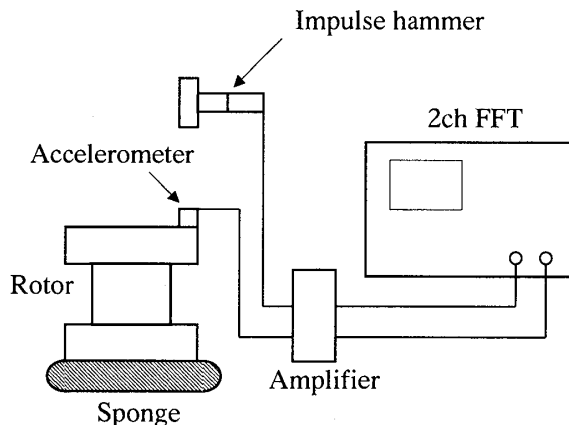 Impulse hammer
2ch FFT
Accelerometer
Rotor
Amplifier
Sponge